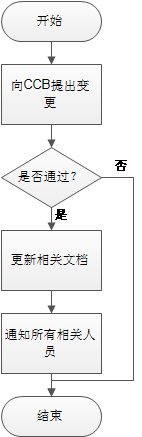 开始
向CCB提出变
更
是否通过？
否
是
更新相关文档
通知所有相关人
员
结束